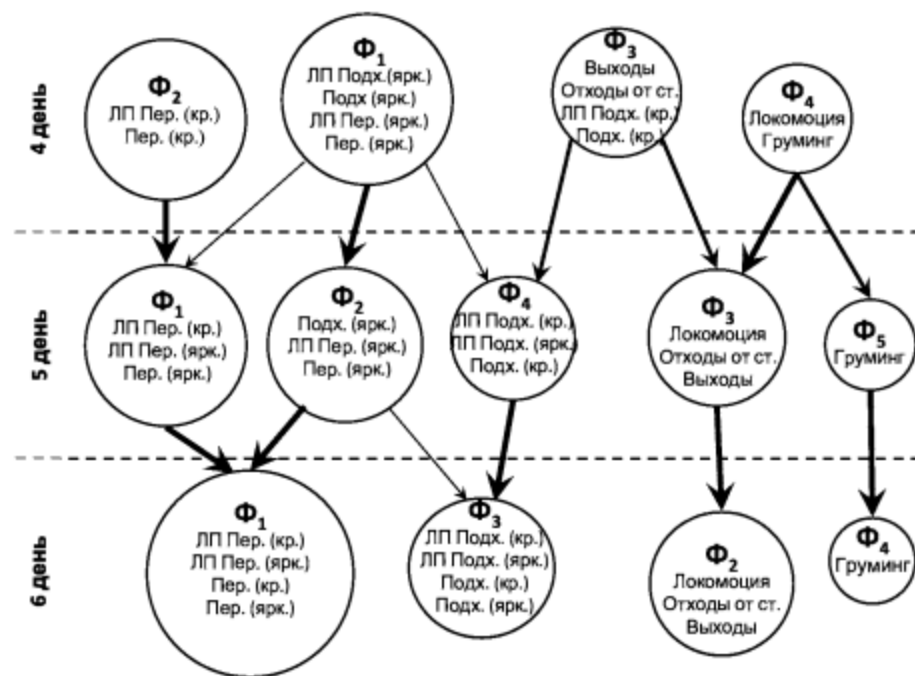 4 день
Ф2
ЛП Пер. (кр.)
Пер. (кр.)
Ф1
ЛП Подх.(ярк.)
Подх (ярк.)
ЛП Пер. (ярк.)
Пер. (ярк.)
Ф3
Выходы
Отходы от ст.
ЛП Подх. (кр.)
Подх. (кр.)
Ф4
Локомоция
Груминг
5 день
Ф1
ЛП Пер. (кр.)
ЛП Пер. (ярк.)
Пер. (ярк.)
Ф2
Подх. (ярк.)
ЛП Пер. (ярк.)
Пер. (ярк.)
Ф4
ЛП Подх. (кр.)
ЛП Подх. (ярк.)
Подх. (кр.)
Ф3
Локомоция
Отходы от ст.
Выходы
Ф5
Груминг
6 день
Ф1
ЛП Пер. (кр.)
ЛП Пер. (ярк.)
Пер. (кр.)
Пер. (ярк.)
Ф3
ЛП Подх. (кр.)
ЛП Подх. (ярк.)
Подх. (кр.)
Подх. (ярк.)
Ф2
Локомоция
Отходы от ст.
Выходы
Ф4
Груминг